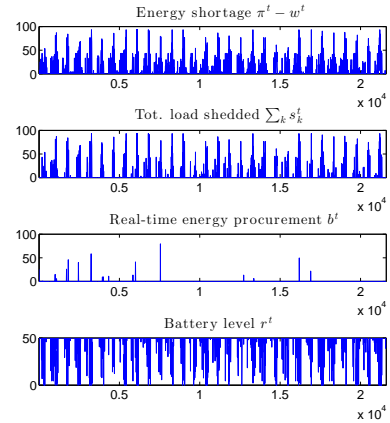 Energy shortage π^t − w^t
100
50
0
0.5 1 1.5 2
x 10^4
Tot. load shedded ∑_k s_k^t
100
50
0
0.5 1 1.5 2
x 10^4
Real-time energy procurement b^t
100
50
0
0.5 1 1.5 2
x 10^4
Battery level r^t
50
0
0.5 1 1.5 2
x 10^4